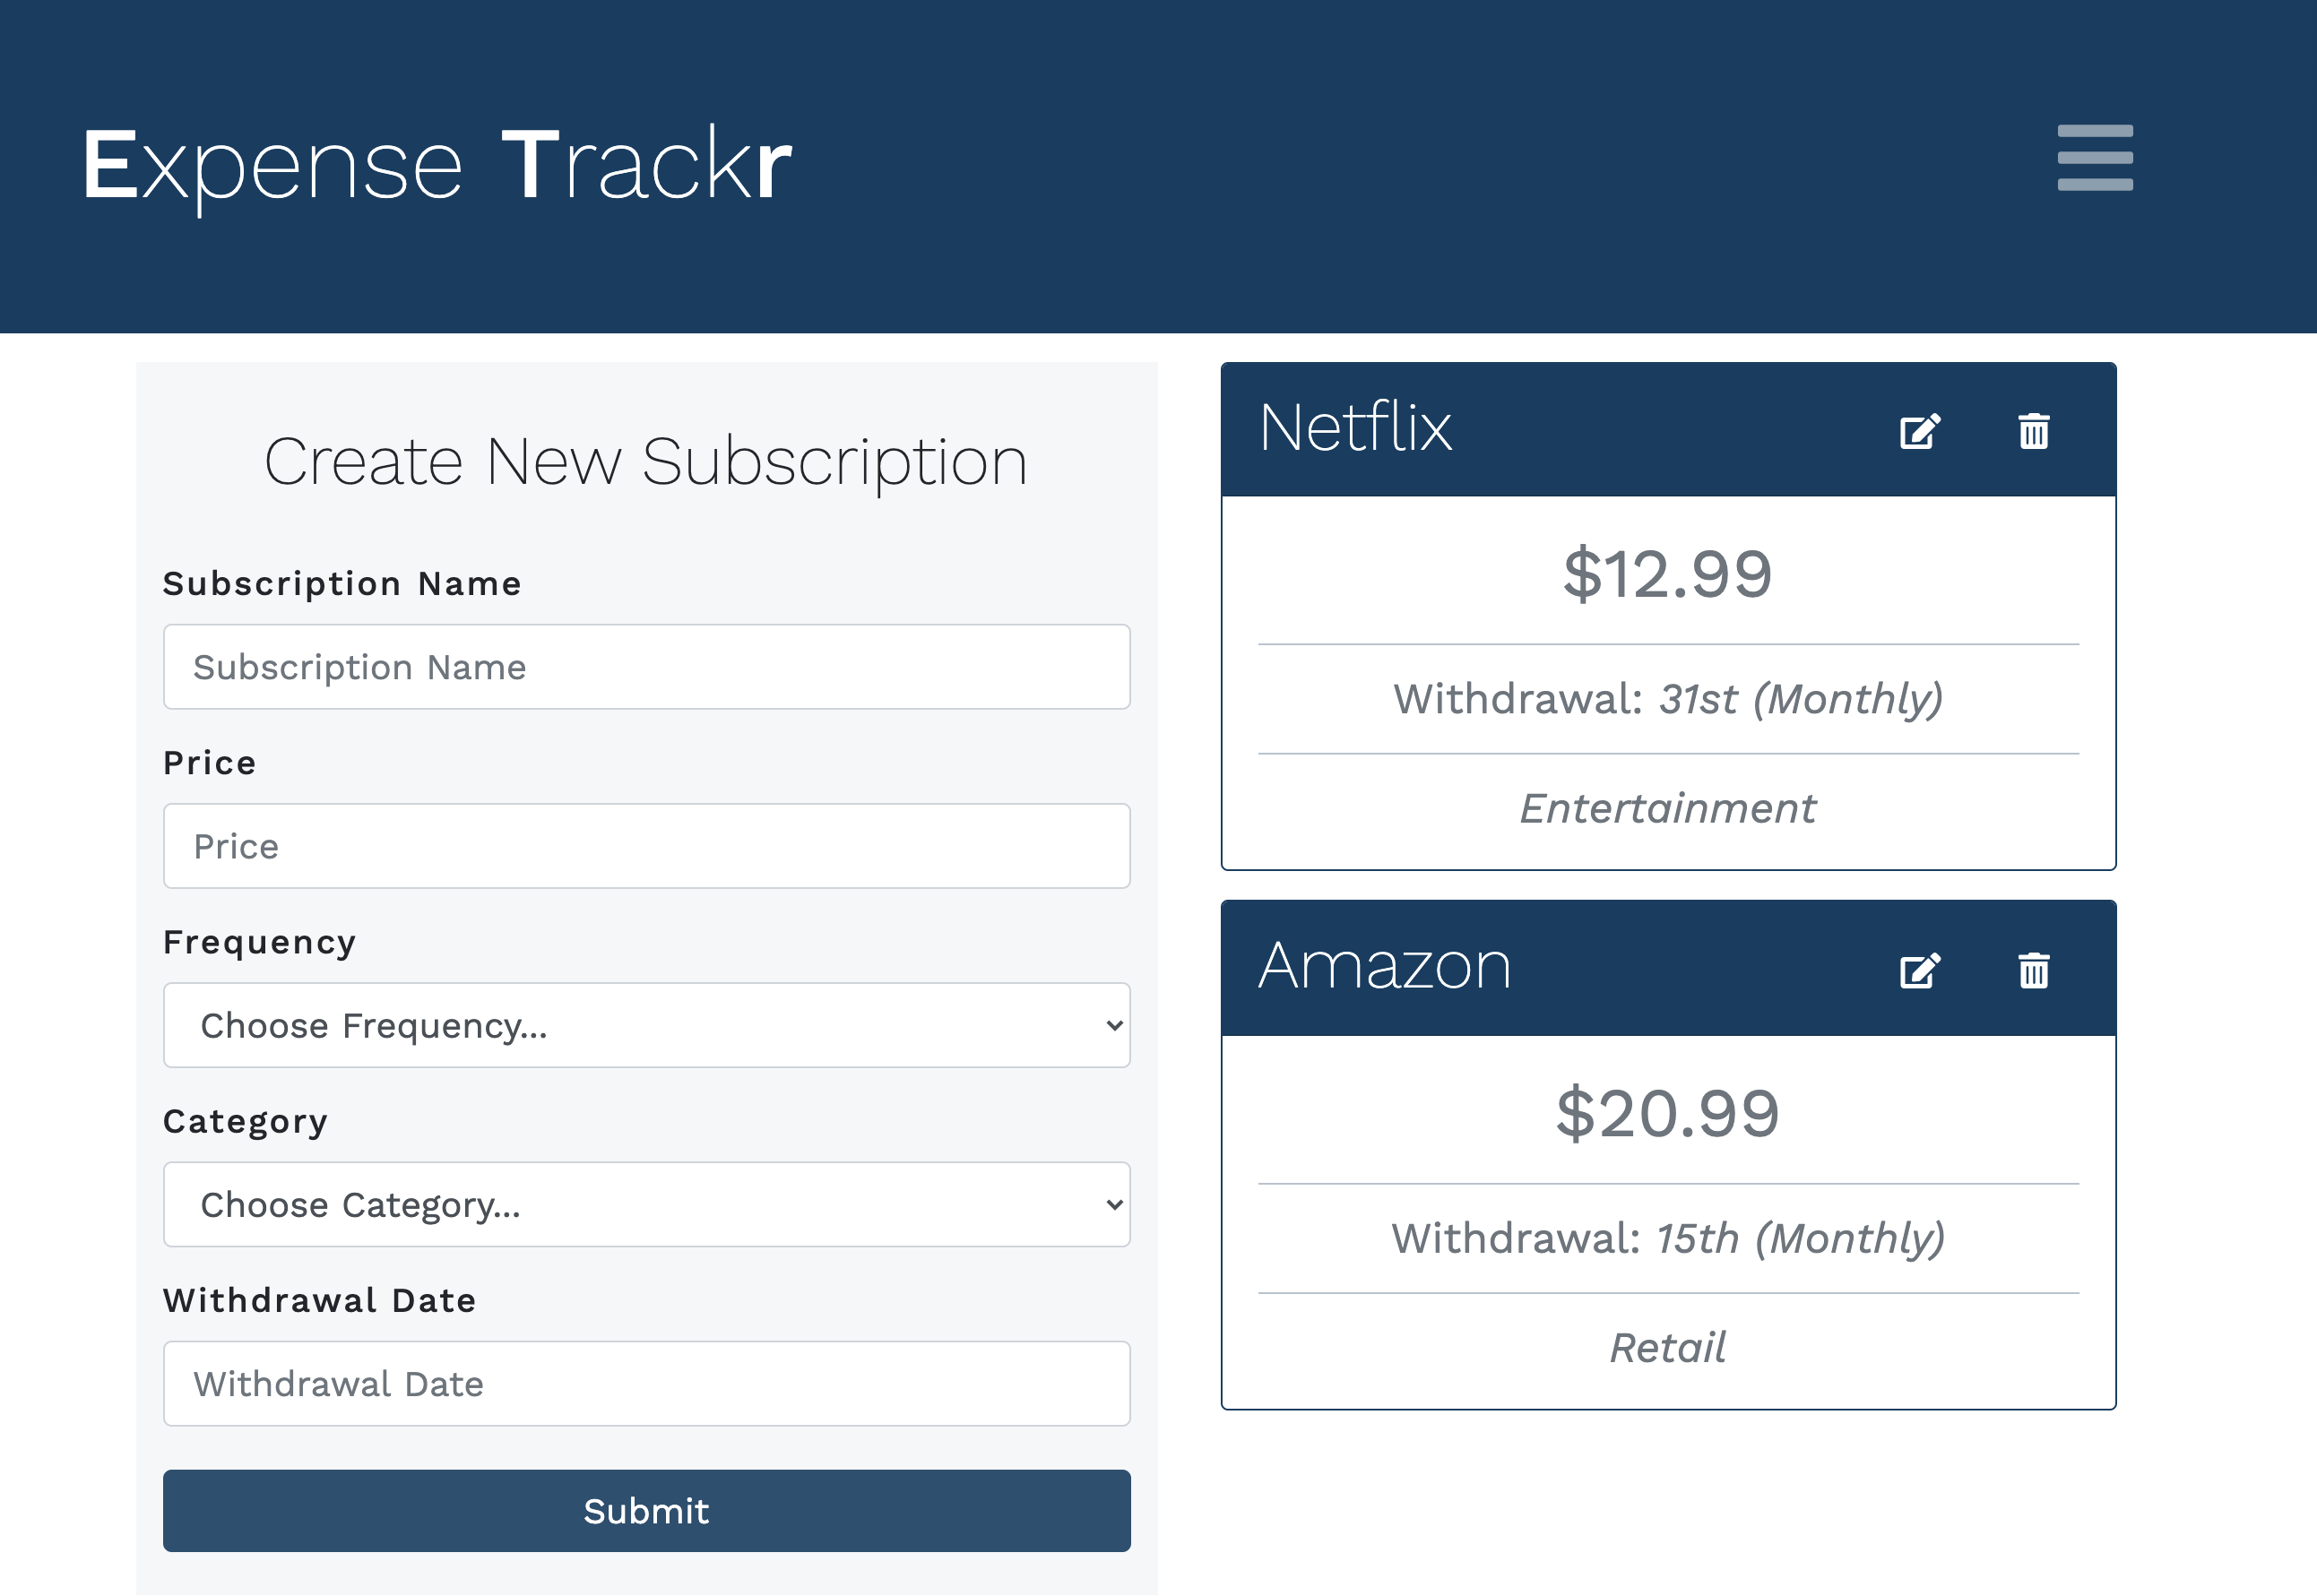 Expense Trackr
Create New Subscription
Subscription Name
Subscription Name
Price
Price
Frequency
Choose Frequency...
Category
Choose Category...
Withdrawal Date
Withdrawal Date
Submit
Netflix
$12.99
Withdrawal: 31st (Monthly)
Entertainment
Amazon
$20.99
Withdrawal: 15th (Monthly)
Retail